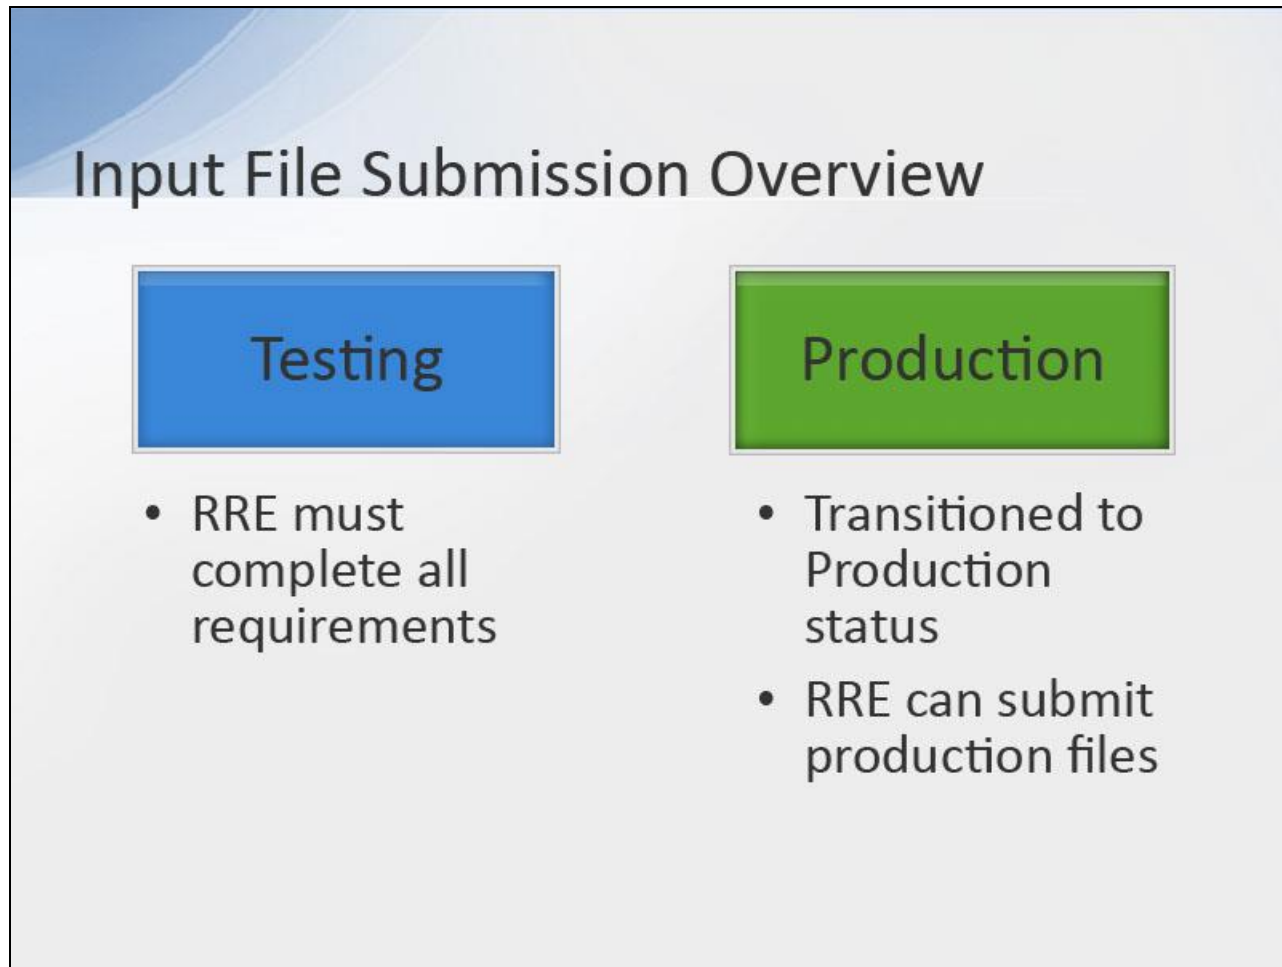 Input File Submission Overview
Testing
• RRE must
complete all
requirements
Production
• Transitioned to
Production
status
• RRE can submit
production files